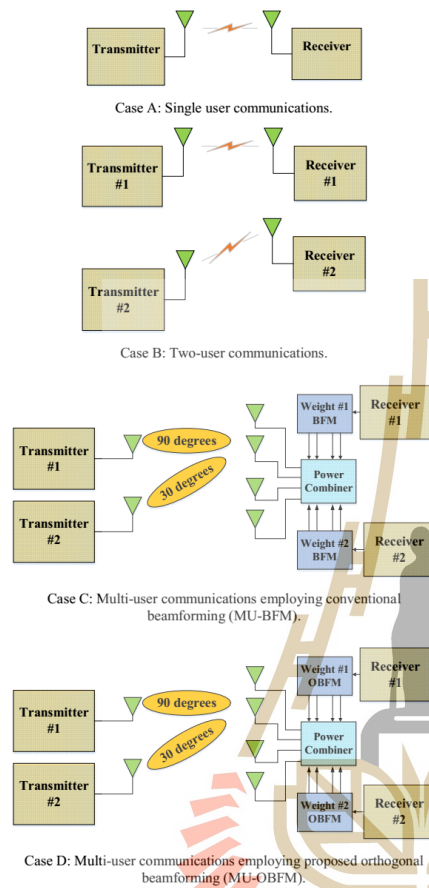 Transmitter
Receiver
Case A: Single user communications.
Transmitter
#1
Receiver
#1
Transmitter
#2
Receiver
#2
Case B: Two-user communications.
Transmitter
#1
90 degrees
Weight #1
BFM
Receiver
#1
Transmitter
#2
30 degrees
Power
Combiner
Weight #2
BFM
Receiver
#2
Case C: Multi-user communications employing conventional
beamforming (MU-BFM).
Transmitter
#1
90 degrees
Weight #1
OBFM
Receiver
#1
Transmitter
#2
30 degrees
Power
Combiner
Weight #2
OBFM
Receiver
#2
Case D: Multi-user communications employing proposed orthogonal
beamforming (MU-OBFM).